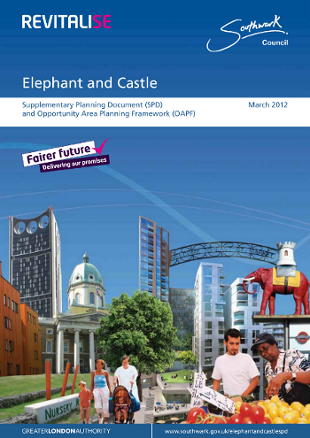 REVITALISE
Southwark
Council
Elephant and Castle
Supplementary Planning Document (SPD)
and Opportunity Area Planning Framework (OAPF)
March 2012
Fairer future
Delivering our promises
NURSERY
GREATERLONDONAUTHORITY
www.southwark.gov.uk/elephantandcastlespd